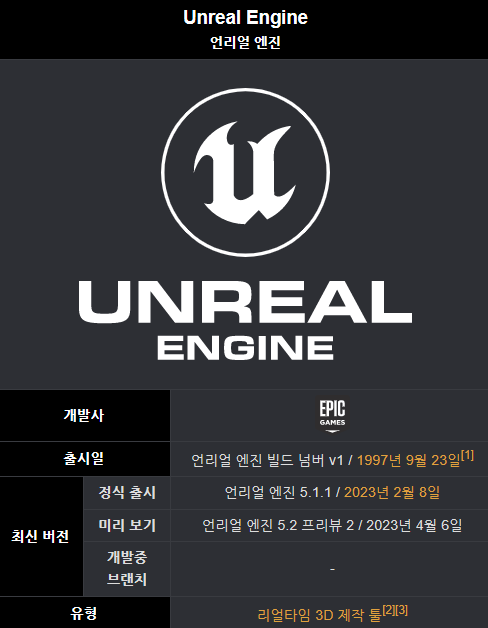 Unreal Engine
언리얼 엔진
UNREAL
ENGINE
개발사
EPIC
GAMES
출시일
언리얼 엔진 빌드 넘버 v1 / 1997년 9월 23일[1]
최신 버전
정식 출시
언리얼 엔진 5.1.1 / 2023년 2월 8일
미리 보기
언리얼 엔진 5.2 프리뷰 2 / 2023년 4월 6일
개발중
브랜치
-
유형
리얼타임 3D 제작 툴[2][3]